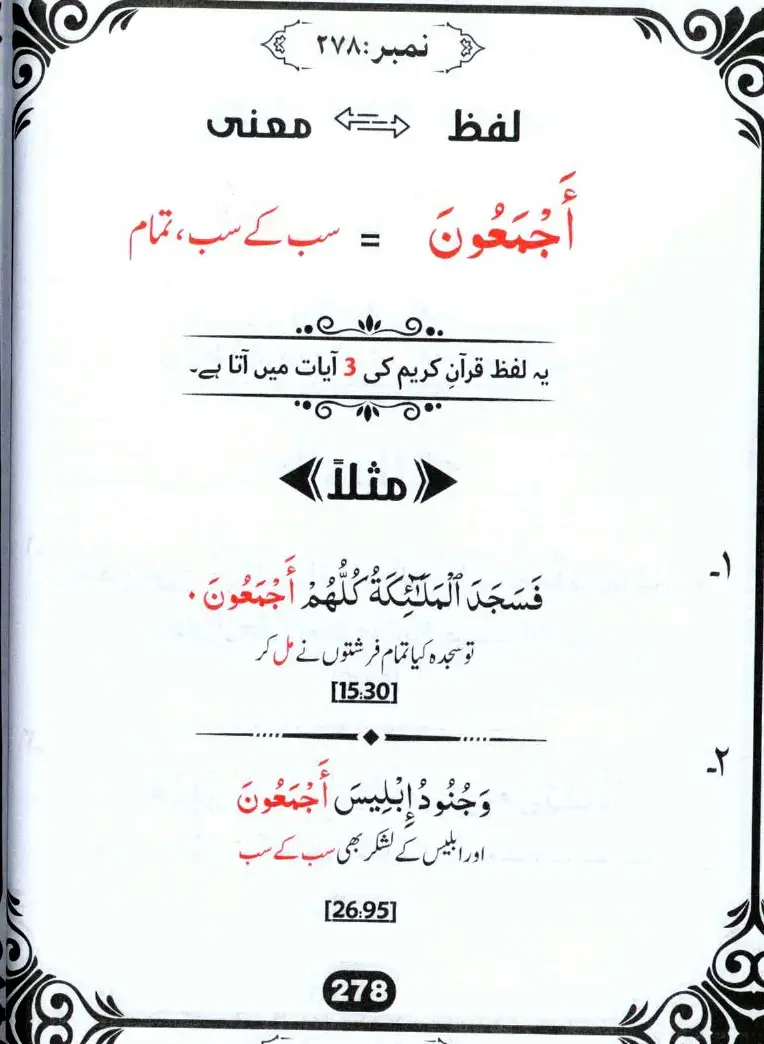 نمبر:۲۷۸
لفظ معنی
أَجْمَعُونَ = سب کے سب، تمام
یہ لفظ قرآنِ کریم کی 3 آیات میں آتا ہے۔
مثلاً
۱۔
فَسَجَدَ ٱلْمَلَـٰٓئِكَةُ كُلُّهُمْ أَجْمَعُونَ ۰
تو سجدہ کیا تمام فرشتوں نے مل کر
[15:30]
۲۔
وَجُنُودُ إِبْلِيسَ أَجْمَعُونَ
اور ابلیس کے لشکر بھی سب کے سب
[26:95]
278